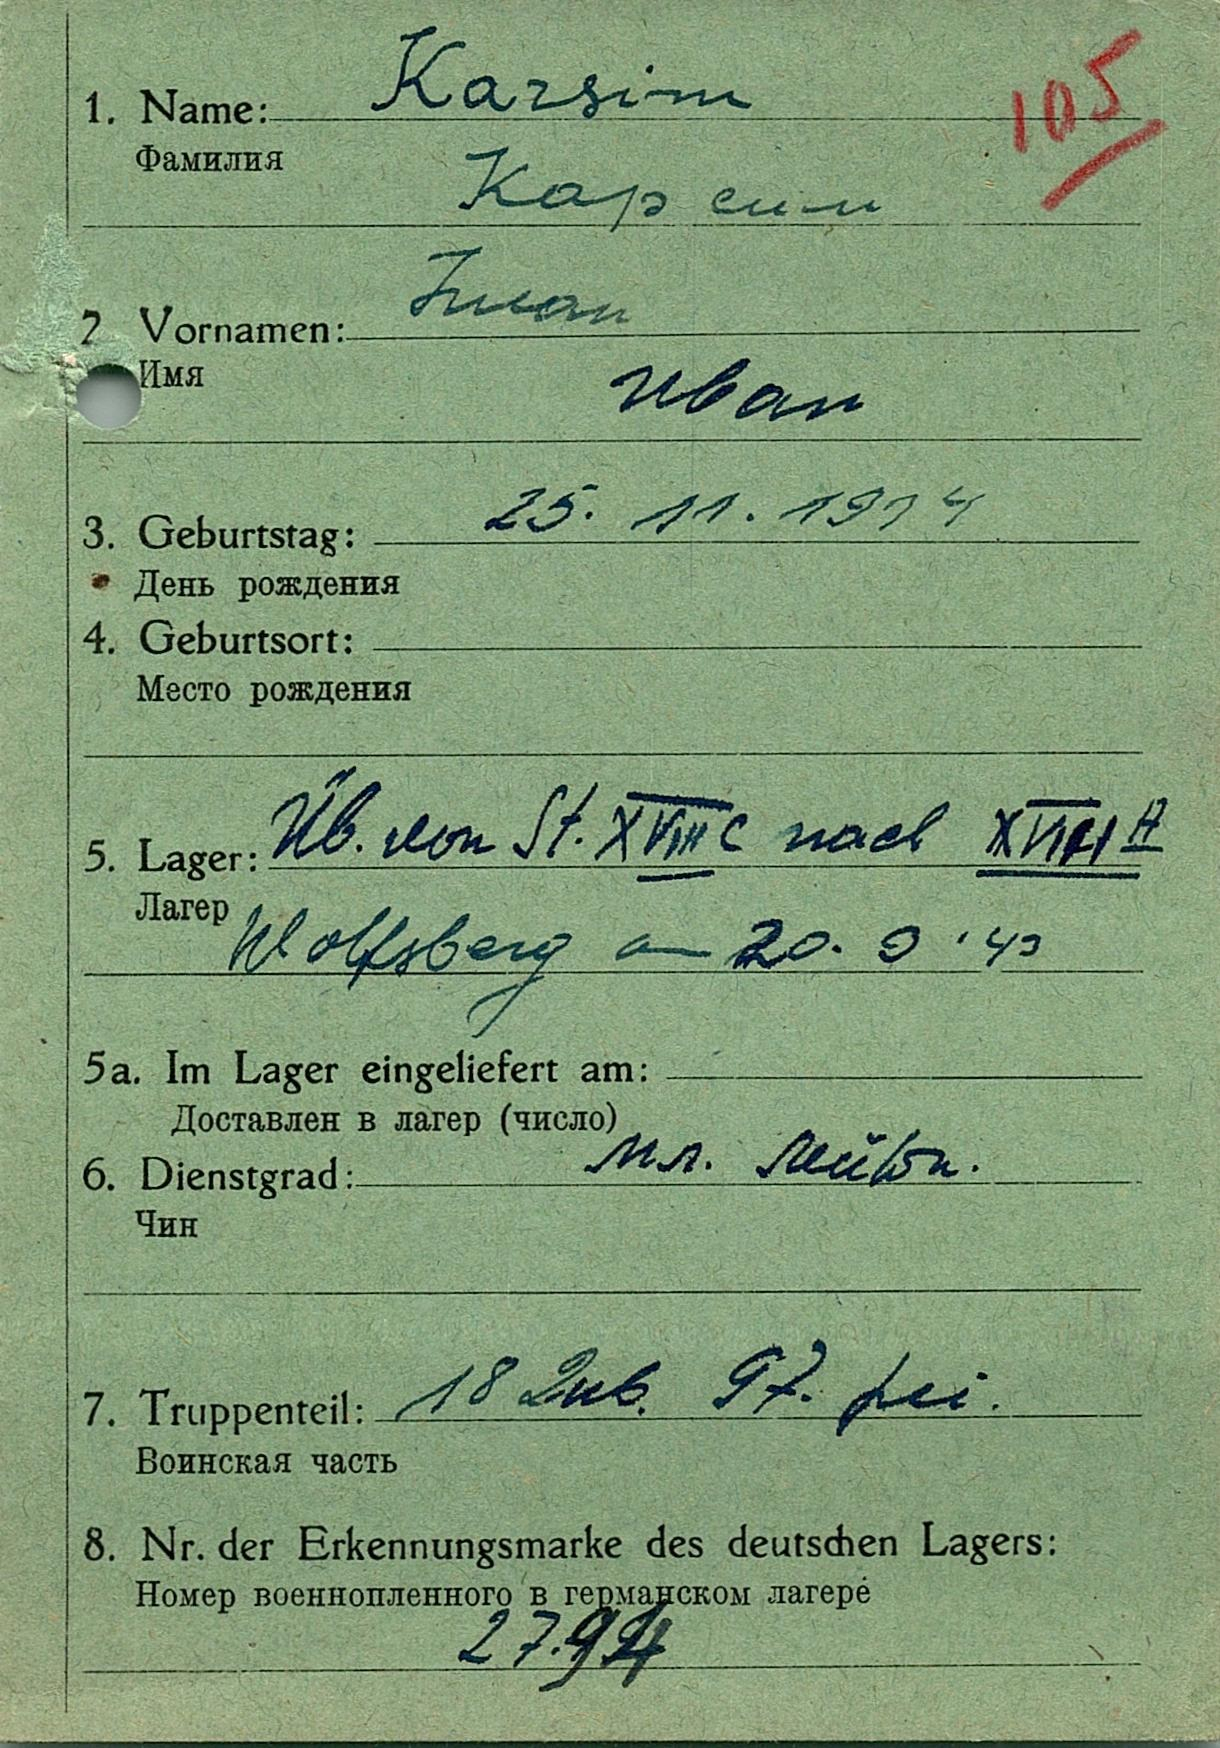 105
1. Name: Karsim
Фамилия
Карсим
2. Vornamen: Iwan
Имя
Иван
3. Geburtstag: 25. 11. 1914
День рождения
4. Geburtsort:
Место рождения
5. Lager: Üb. von St. XVIII C nach XVIII A
Лагер
Wolfsberg am 20. 9 '43
5a. Im Lager eingeliefert am:
Доставлен в лагер (число)
6. Dienstgrad: мл. лейтн.
Чин
7. Truppenteil: 18 97.
Воинская часть
8. Nr. der Erkennungsmarke des deutschen Lagers:
Номер военнопленного в германском лагере